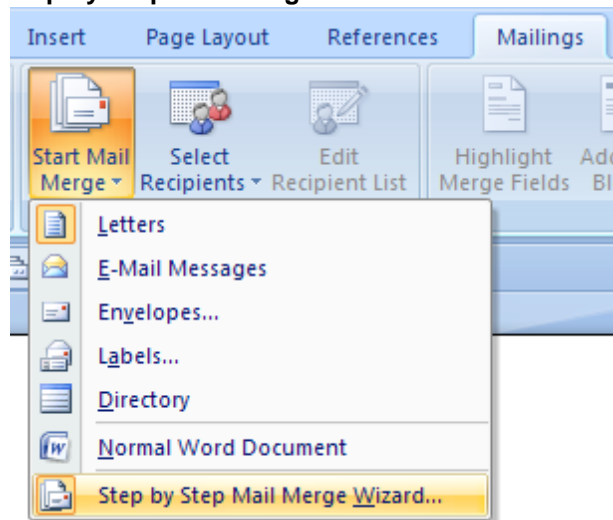 Insert Page Layout References Mailings
Start Mail Merge
Select Recipients
Edit Recipient List
Highlight Merge Fields
Letters
E-Mail Messages
Envelopes...
Labels...
Directory
Normal Word Document
Step by Step Mail Merge Wizard...